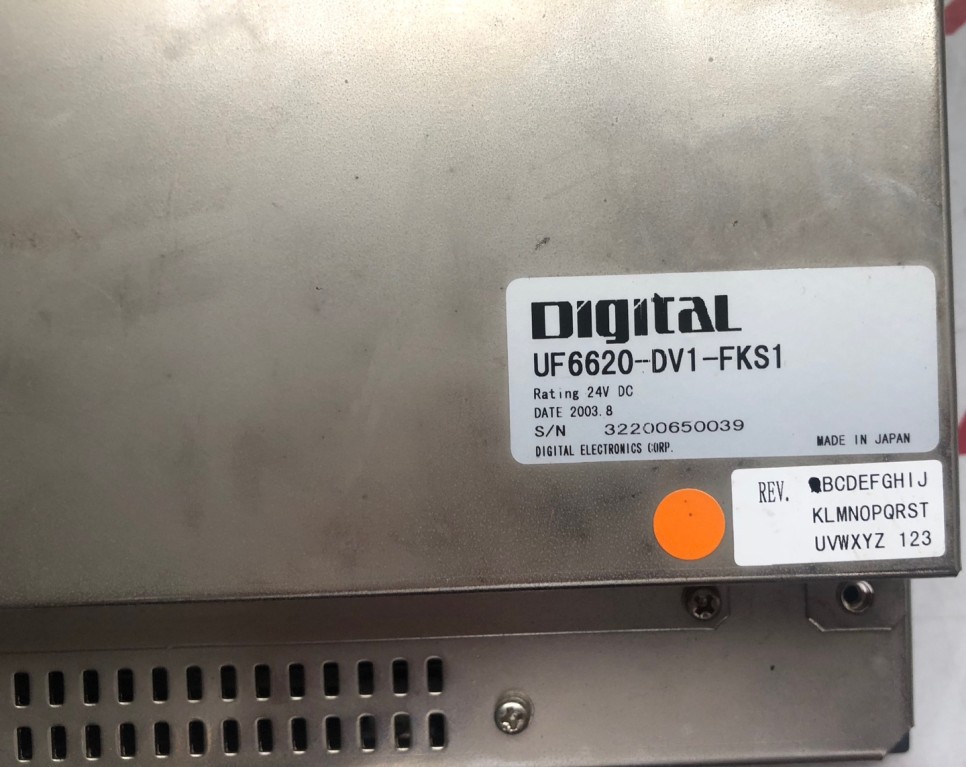 Digital
UF6620-DV1-FKS1
Rating 24V DC
DATE 2003.8
S/N 32200650039
DIGITAL ELECTRONICS CORP.
MADE IN JAPAN
REV. BCDEFGHIJ
KLMNOPQRST
UVWXYZ 123